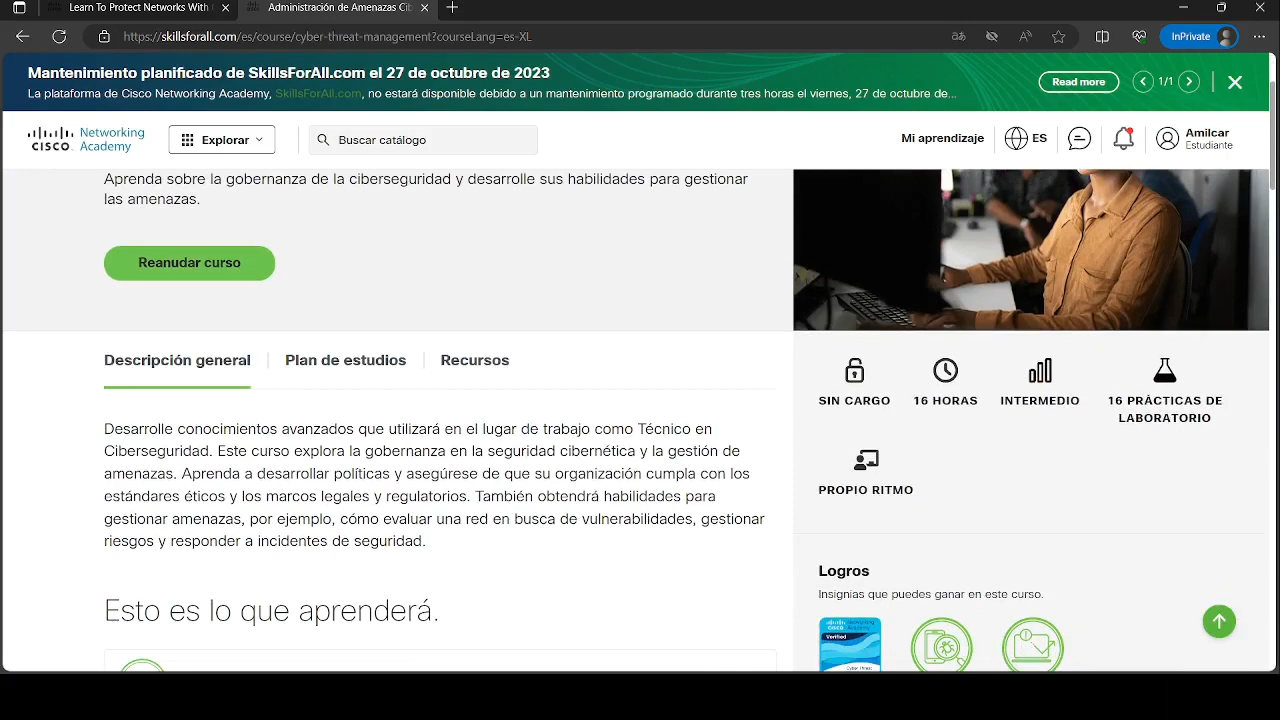 Learn To Protect Networks With
Administración de Amenazas Cib
https://skillsforall.com/es/course/cyber-threat-management?courseLang=es-XL
InPrivate
Mantenimiento planificado de SkillsForAll.com el 27 de octubre de 2023
La plataforma de Cisco Networking Academy, SkillsForAll.com, no estará disponible debido a un mantenimiento programado durante tres horas el viernes, 27 de octubre de...
Read more
1/1
CISCO Networking Academy
Explorar
Buscar catálogo
Mi aprendizaje
ES
Amilcar
Estudiante
Aprenda sobre la gobernanza de la ciberseguridad y desarrolle sus habilidades para gestionar
las amenazas.
Reanudar curso
Descripción general
Plan de estudios
Recursos
Desarrolle conocimientos avanzados que utilizará en el lugar de trabajo como Técnico en
Ciberseguridad. Este curso explora la gobernanza en la seguridad cibernética y la gestión de
amenazas. Aprenda a desarrollar políticas y asegúrese de que su organización cumpla con los
estándares éticos y los marcos legales y regulatorios. También obtendrá habilidades para
gestionar amenazas, por ejemplo, cómo evaluar una red en busca de vulnerabilidades, gestionar
riesgos y responder a incidentes de seguridad.
Esto es lo que aprenderá.
SIN CARGO
16 HORAS
INTERMEDIO
16 PRÁCTICAS DE
LABORATORIO
PROPIO RITMO
Logros
Insignias que puedes ganar en este curso.
CISCO Networking Academy
Verified
Cyber Threat